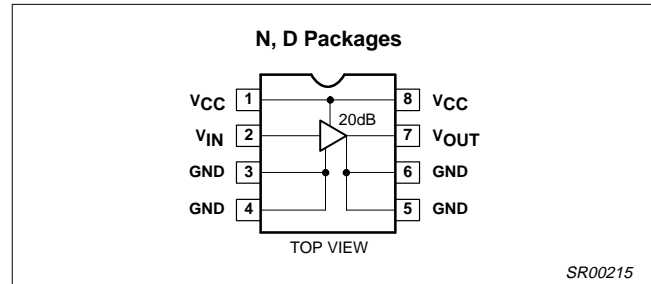 N, D Packages
VCC 1 8 VCC
20dB
VIN 2 7 VOUT
GND 3 6 GND
GND 4 5 GND
TOP VIEW
SR00215